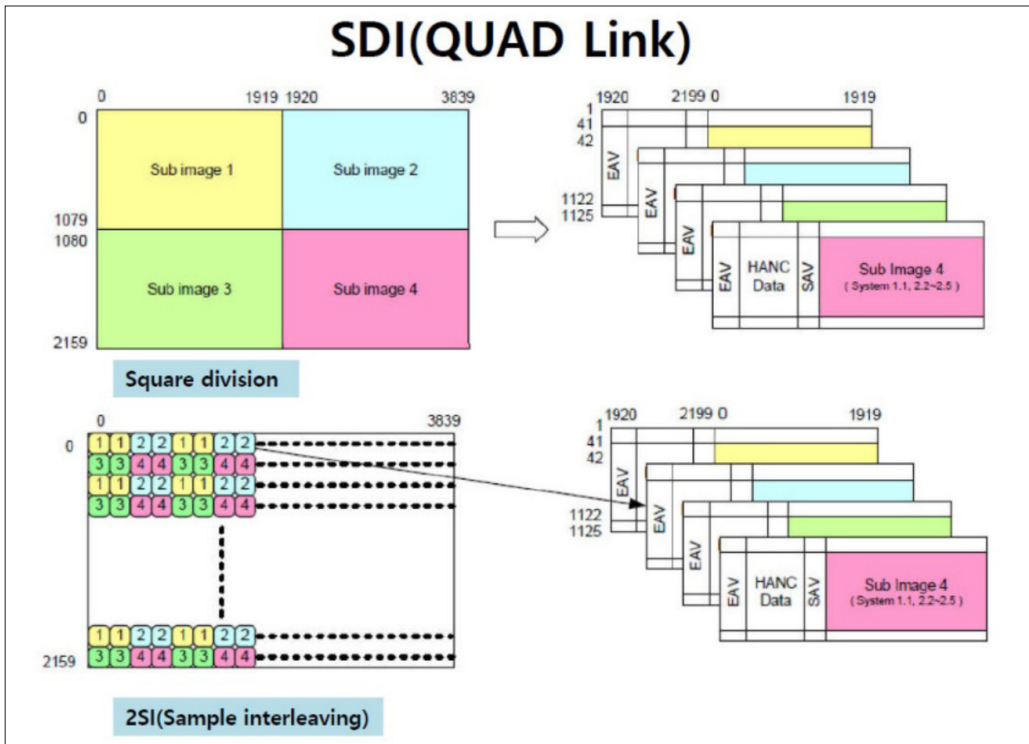 SDI(QUAD Link)
0 1919 1920 3839
0
Sub image 1 Sub image 2
1079
1080
Sub image 3 Sub image 4
2159
Square division
1920 2199 0 1919
1
41
42
1122
1125
EAV
EAV
EAV
EAV HANC Data SAV Sub Image 4
( System 1.1, 2.2~2.5 )
0 3839
0 1 1 2 2 1 1 2 2
3 3 4 4 3 3 4 4
1 1 2 2 1 1 2 2
3 3 4 4 3 3 4 4
1 1 2 2 1 1 2 2
2159 3 3 4 4 3 3 4 4
2SI(Sample interleaving)
1920 2199 0 1919
1
41
42
1122
1125
EAV
EAV
EAV
EAV HANC Data SAV Sub Image 4
( System 1.1, 2.2~2.5 )